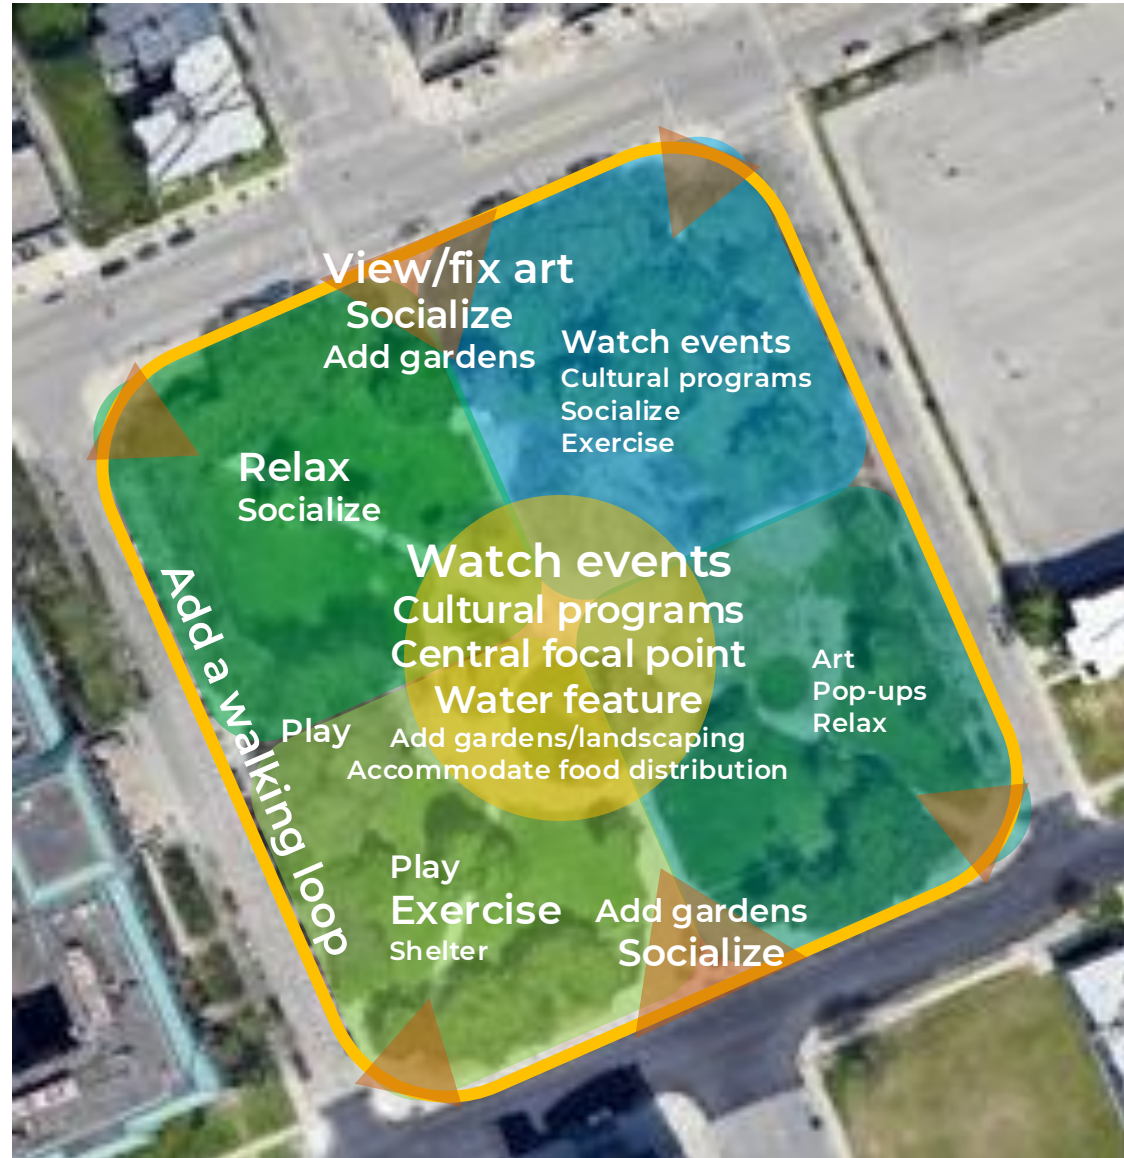 View/fix art
Socialize
Add gardens
Watch events
Cultural programs
Socialize
Exercise
Relax
Socialize
Watch events
Cultural programs
Central focal point
Water feature
Add gardens/landscaping
Accommodate food distribution
Art
Pop-ups
Relax
Add a walking loop
Play
Play
Exercise
Shelter
Add gardens
Socialize